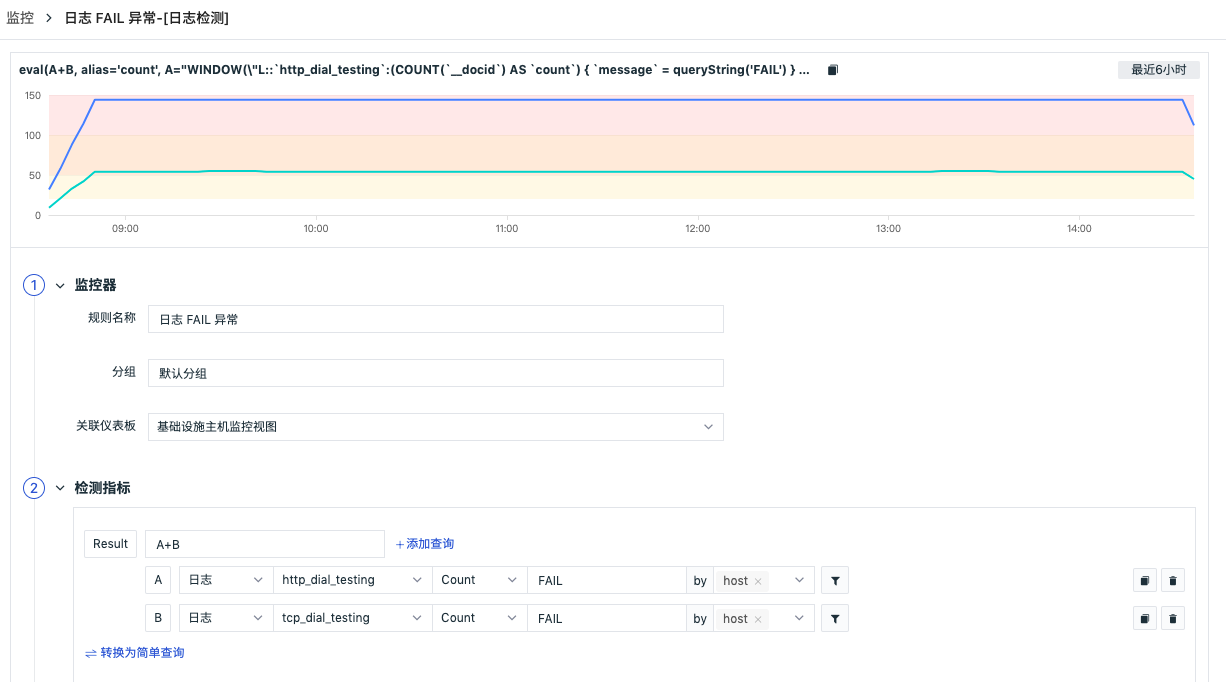 监控 > 日志 FAIL 异常-[日志检测]
eval(A+B, alias='count', A="WINDOW(\"L::`http_dial_testing`:(COUNT(`__docid`) AS `count`) { `message` = queryString('FAIL') } ...
最近6小时
150
100
50
0
09:00 10:00 11:00 12:00 13:00 14:00
1 监控器
规则名称 日志 FAIL 异常
分组 默认分组
关联仪表板 基础设施主机监控视图
2 检测指标
Result A+B +添加查询
A 日志 http_dial_testing Count FAIL by host ×
B 日志 tcp_dial_testing Count FAIL by host ×
⇌ 转换为简单查询